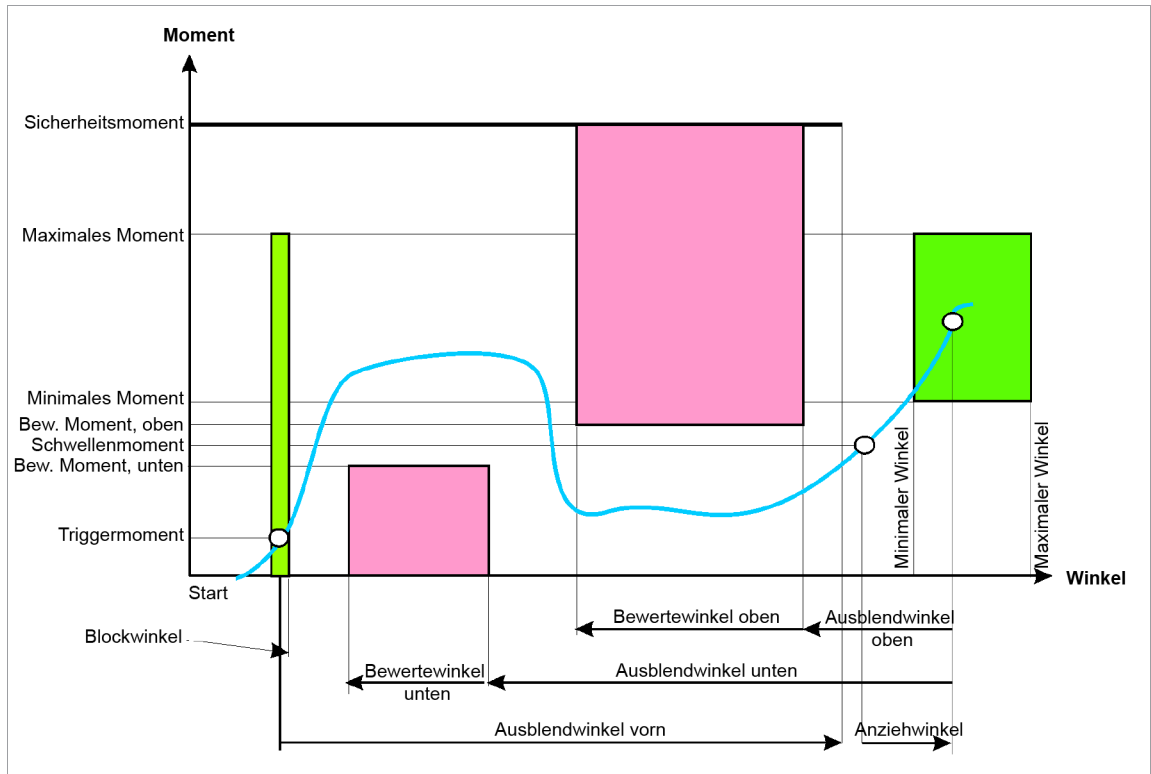 Moment
Sicherheitsmoment
Maximales Moment
Minimales Moment
Bew. Moment, oben
Schwellenmoment
Bew. Moment, unten
Triggermoment
Minimaler Winkel
Maximaler Winkel
Start
Winkel
Blockwinkel
Bewertewinkel oben
Ausblendwinkel
oben
Bewertewinkel
unten
Ausblendwinkel unten
Ausblendwinkel vorn
Anziehwinkel